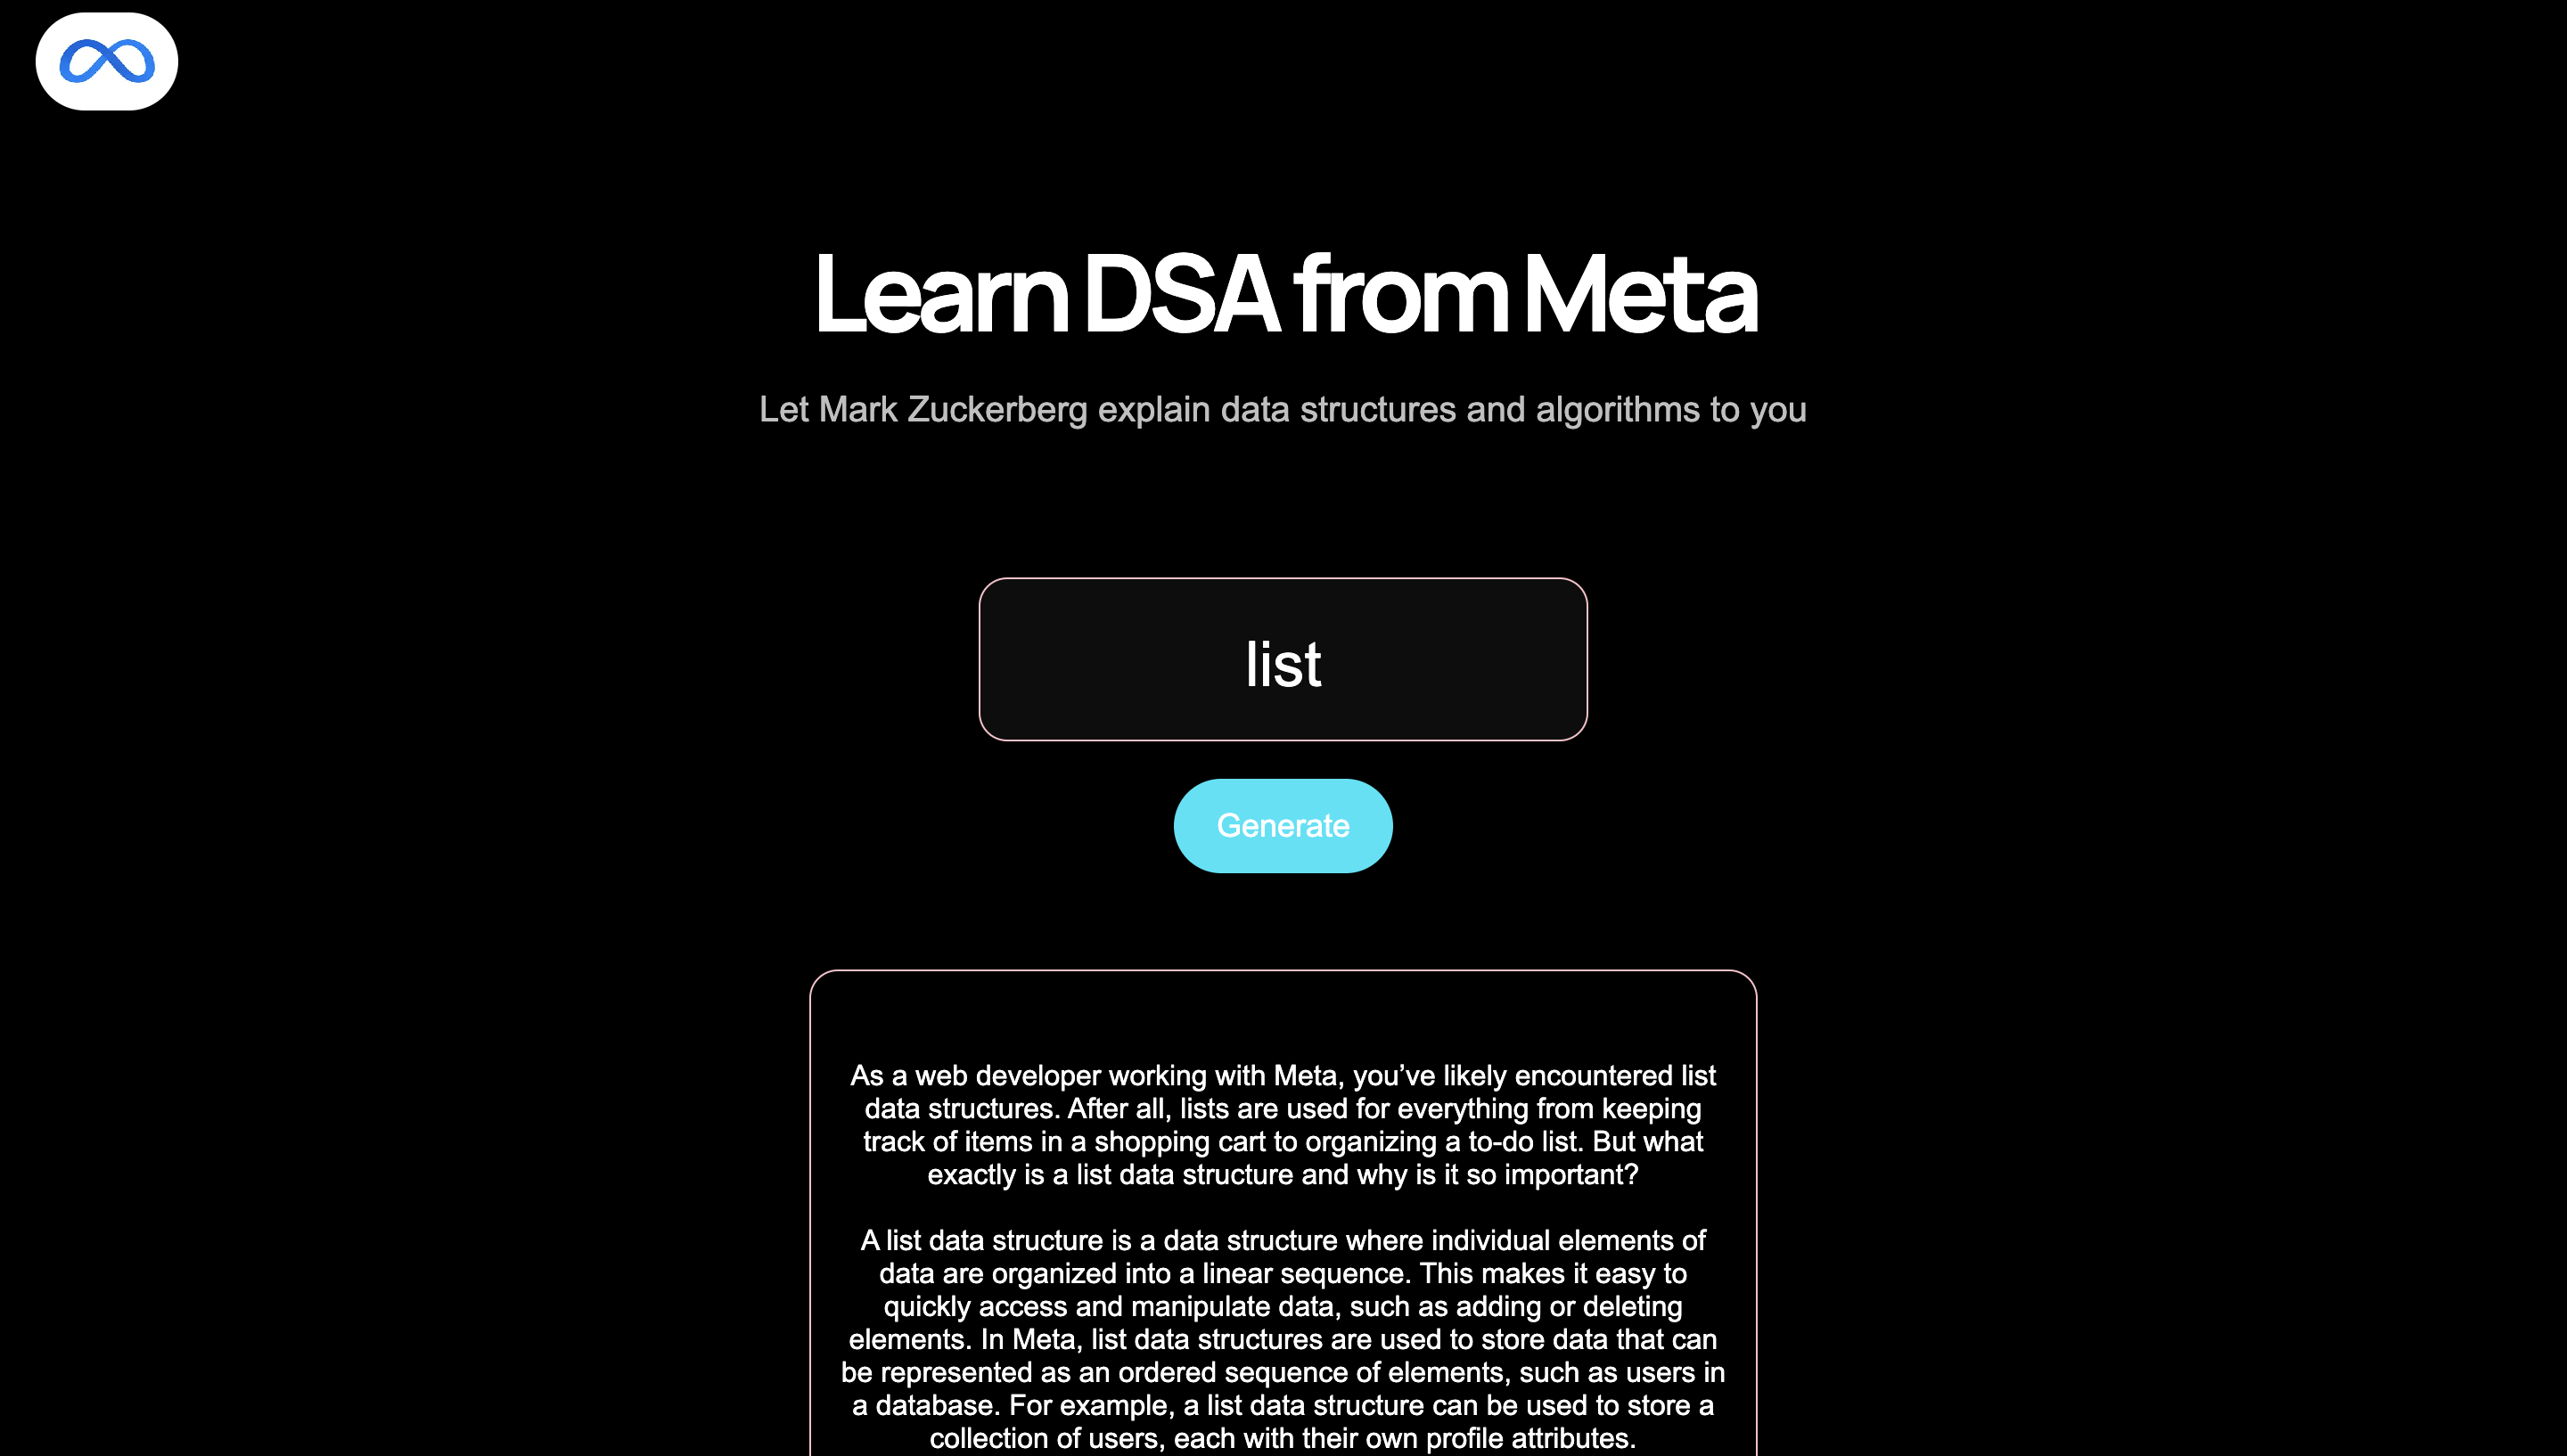 Learn DSA from Meta
Let Mark Zuckerberg explain data structures and algorithms to you
list
Generate
As a web developer working with Meta, you’ve likely encountered list
data structures. After all, lists are used for everything from keeping
track of items in a shopping cart to organizing a to-do list. But what
exactly is a list data structure and why is it so important?
A list data structure is a data structure where individual elements of
data are organized into a linear sequence. This makes it easy to
quickly access and manipulate data, such as adding or deleting
elements. In Meta, list data structures are used to store data that can
be represented as an ordered sequence of elements, such as users in
a database. For example, a list data structure can be used to store a
collection of users, each with their own profile attributes.